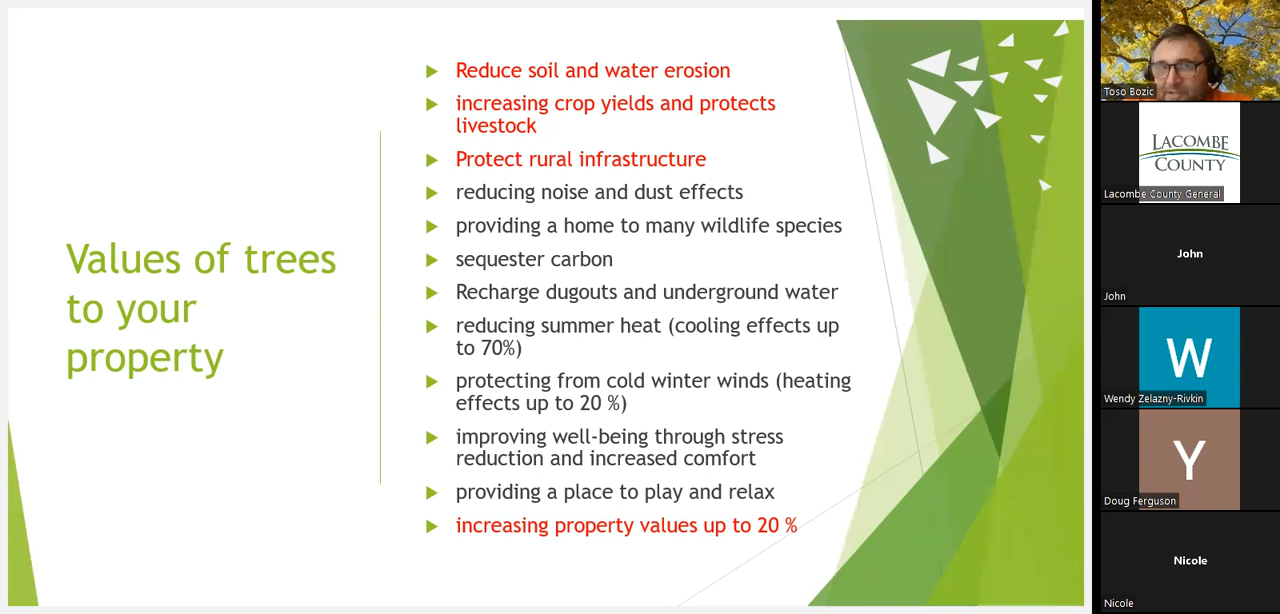 Values of trees
to your
property
Reduce soil and water erosion
increasing crop yields and protects
livestock
Protect rural infrastructure
reducing noise and dust effects
providing a home to many wildlife species
sequester carbon
Recharge dugouts and underground water
reducing summer heat (cooling effects up
to 70%)
protecting from cold winter winds (heating
effects up to 20 %)
improving well-being through stress
reduction and increased comfort
providing a place to play and relax
increasing property values up to 20 %
Toso Bozic
LACOMBE
COUNTY
Lacombe County General
John
John
W
Wendy Zelazny-Rivkin
Y
Doug Ferguson
Nicole
Nicole